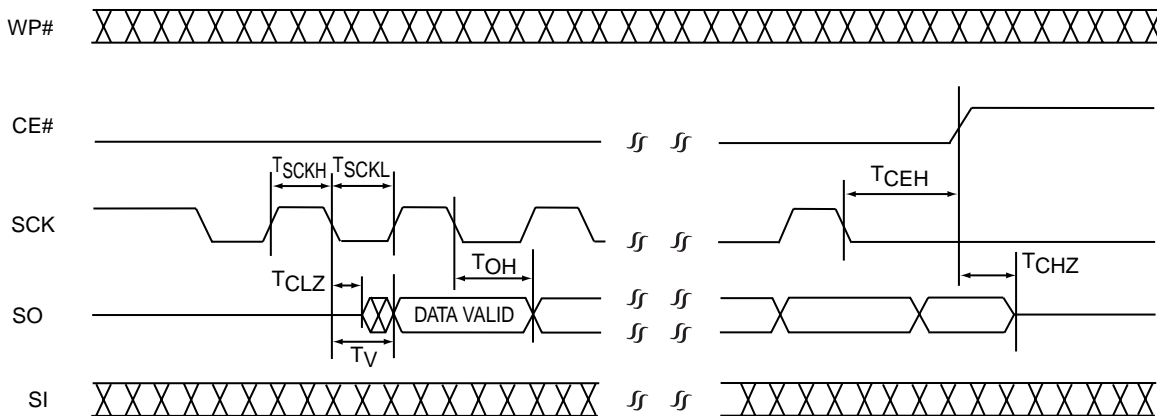 WP#
CE#
TSCKH TSCKL
TCEH
SCK
TCLZ
TOH
TCHZ
SO
DATA VALID
TV
SI